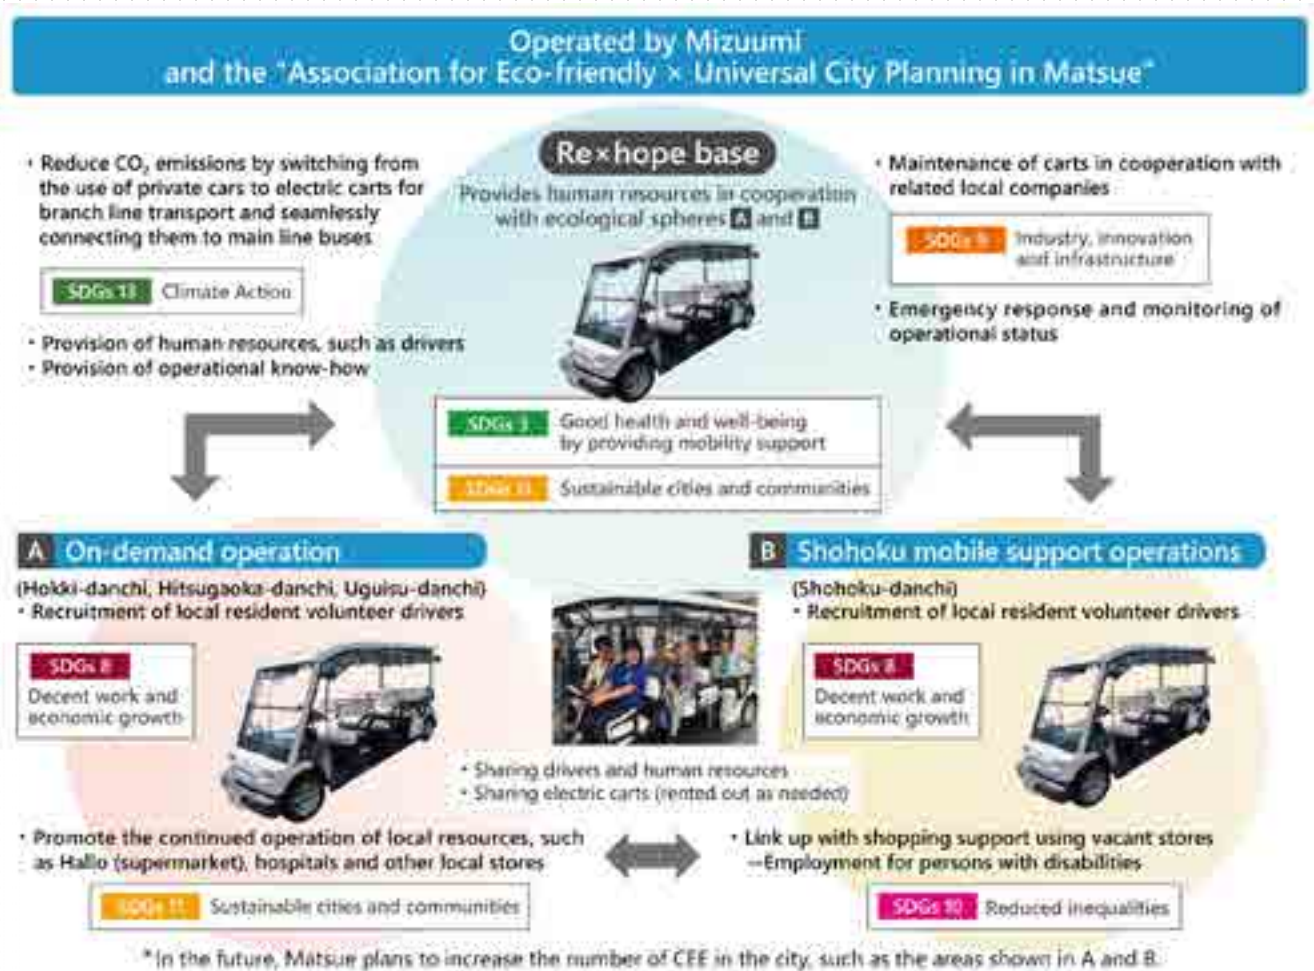 Operated by Mizuumi
and the "Association for Eco-friendly × Universal City Planning in Matsue"
Re×hope base
Provides human resources in cooperation
with ecological spheres A and B
・Reduce CO₂ emissions by switching from
the use of private cars to electric carts for
branch line transport and seamlessly
connecting them to main line buses
SDGs 13 Climate Action
・Provision of human resources, such as drivers
・Provision of operational know-how
・Maintenance of carts in cooperation with
related local companies
SDGs 9 Industry, innovation
and infrastructure
・Emergency response and monitoring of
operational status
SDGs 3 Good health and well-being
by providing mobility support
SDGs 11 Sustainable cities and communities
A On-demand operation
(Hokki-danchi, Hitsugaoka-danchi, Uguisu-danchi)
・Recruitment of local resident volunteer drivers
SDGs 8
Decent work and
economic growth
・Promote the continued operation of local resources, such
as Hallo (supermarket), hospitals and other local stores
SDGs 11 Sustainable cities and communities
・Sharing drivers and human resources
・Sharing electric carts (rented out as needed)
B Shohoku mobile support operations
(Shohoku-danchi)
・Recruitment of local resident volunteer drivers
SDGs 8
Decent work and
economic growth
・Link up with shopping support using vacant stores
—Employment for persons with disabilities
SDGs 10 Reduced inequalities
*In the future, Matsue plans to increase the number of CEE in the city, such as the areas shown in A and B.